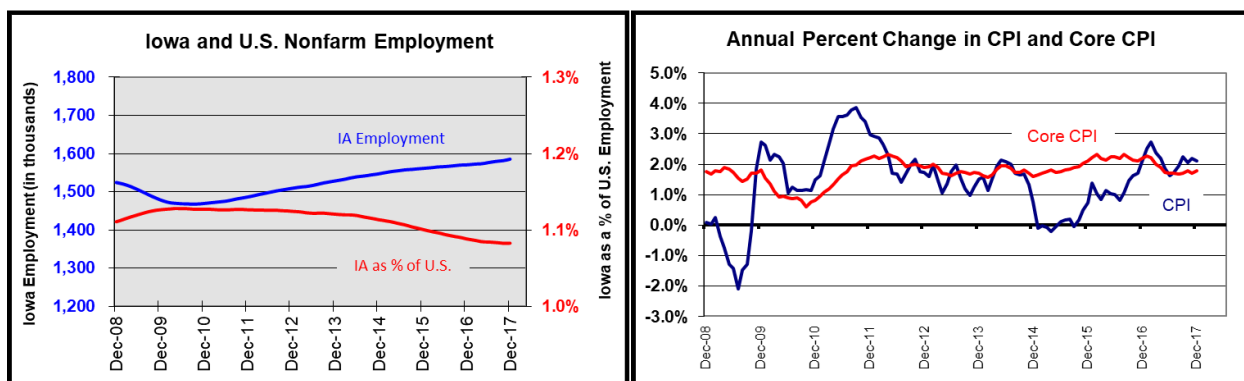 Iowa and U.S. Nonfarm Employment
Iowa Employment (in thousands)
1,800
1,700
1,600
1,500
1,400
1,300
1,200
IA Employment
IA as % of U.S.
1.3%
1.2%
1.1%
1.0%
Iowa as a % of U.S. Employment
Dec-08
Dec-09
Dec-10
Dec-11
Dec-12
Dec-13
Dec-14
Dec-15
Dec-16
Dec-17
Annual Percent Change in CPI and Core CPI
5.0%
4.0%
3.0%
2.0%
1.0%
0.0%
-1.0%
-2.0%
-3.0%
Core CPI
CPI
Dec-08
Dec-09
Dec-10
Dec-11
Dec-12
Dec-13
Dec-14
Dec-15
Dec-16
Dec-17